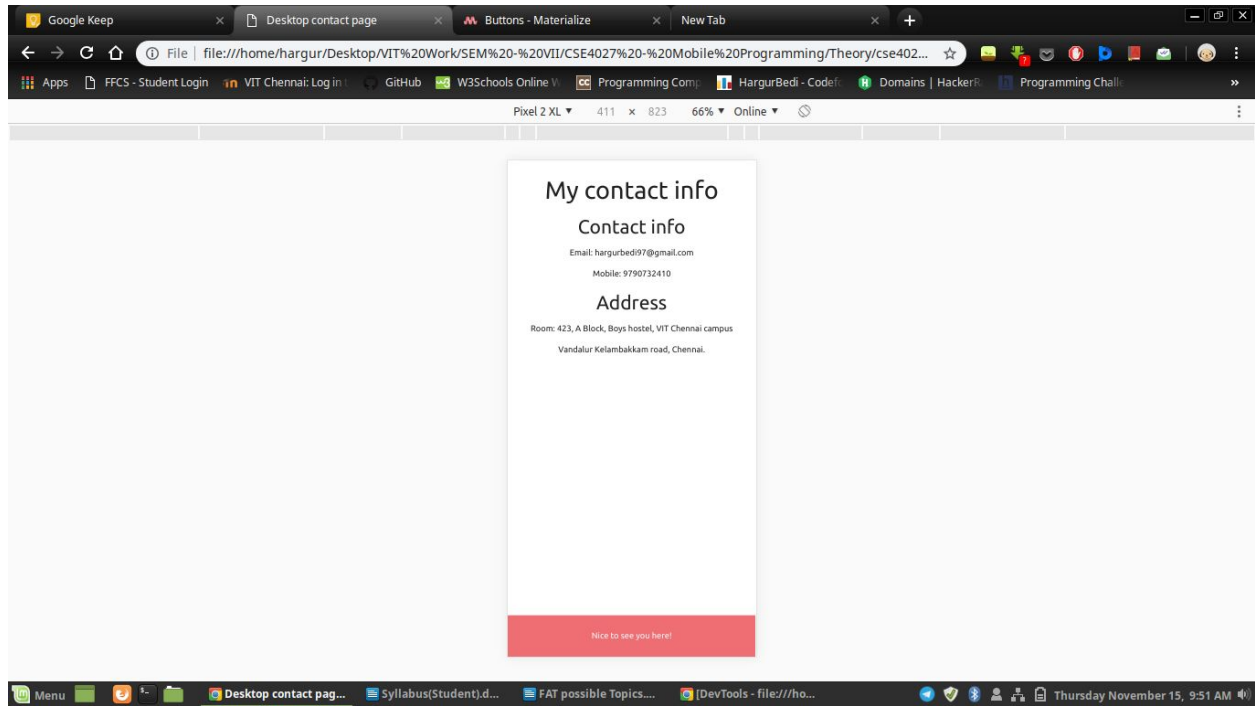 Google Keep
Desktop contact page
Buttons - Materialize
New Tab
File file:///home/hargur/Desktop/VIT%20Work/SEM%20-%20VII/CSE4027%20-%20Mobile%20Programming/Theory/cse402...
Apps FFCS - Student Login VIT Chennai: Log in t GitHub W3Schools Online W Programming Comp HargurBedi - Codefo Domains | HackerR Programming Challe »
Pixel 2 XL 411 × 823 66% Online
My contact info
Contact info
Email: hargurbedi97@gmail.com
Mobile: 9790732410
Address
Room: 423, A Block, Boys hostel, VIT Chennai campus
Vandalur Kelambakkam road, Chennai.
Nice to see you here!
Menu Desktop contact pag... Syllabus(Student).d... FAT possible Topics.... [DevTools - file:///ho... Thursday November 15, 9:51 AM